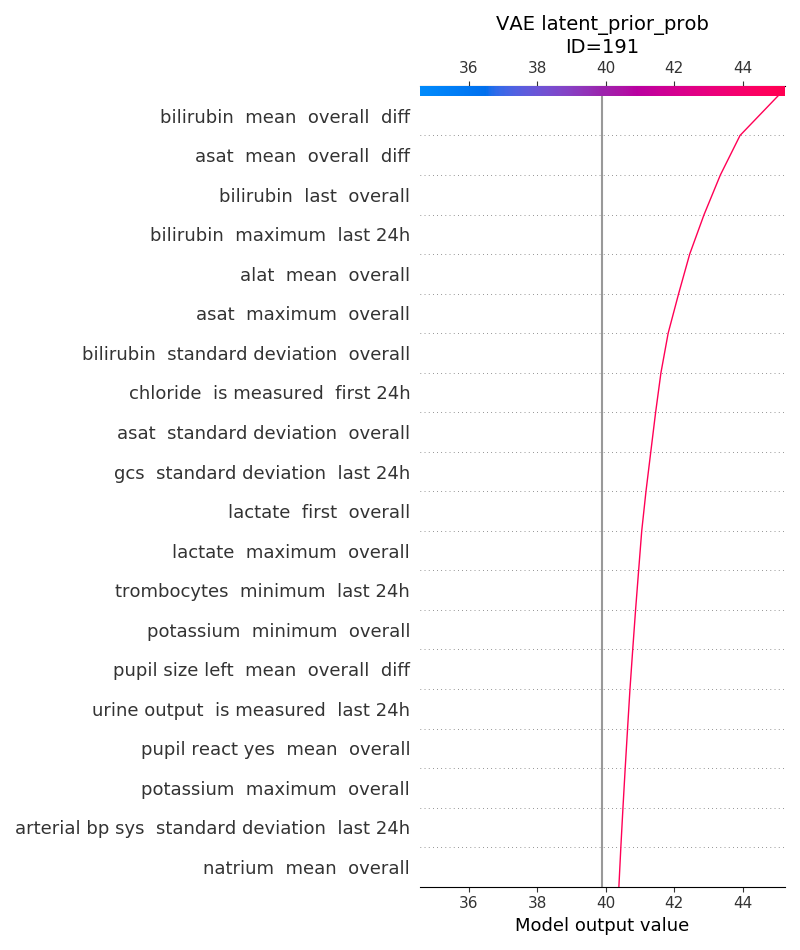 VAE latent_prior_prob
ID=191
36 38 40 42 44
bilirubin mean overall diff
asat mean overall diff
bilirubin last overall
bilirubin maximum last 24h
alat mean overall
asat maximum overall
bilirubin standard deviation overall
chloride is measured first 24h
asat standard deviation overall
gcs standard deviation last 24h
lactate first overall
lactate maximum overall
trombocytes minimum last 24h
potassium minimum overall
pupil size left mean overall diff
urine output is measured last 24h
pupil react yes mean overall
potassium maximum overall
arterial bp sys standard deviation last 24h
natrium mean overall
36 38 40 42 44
Model output value